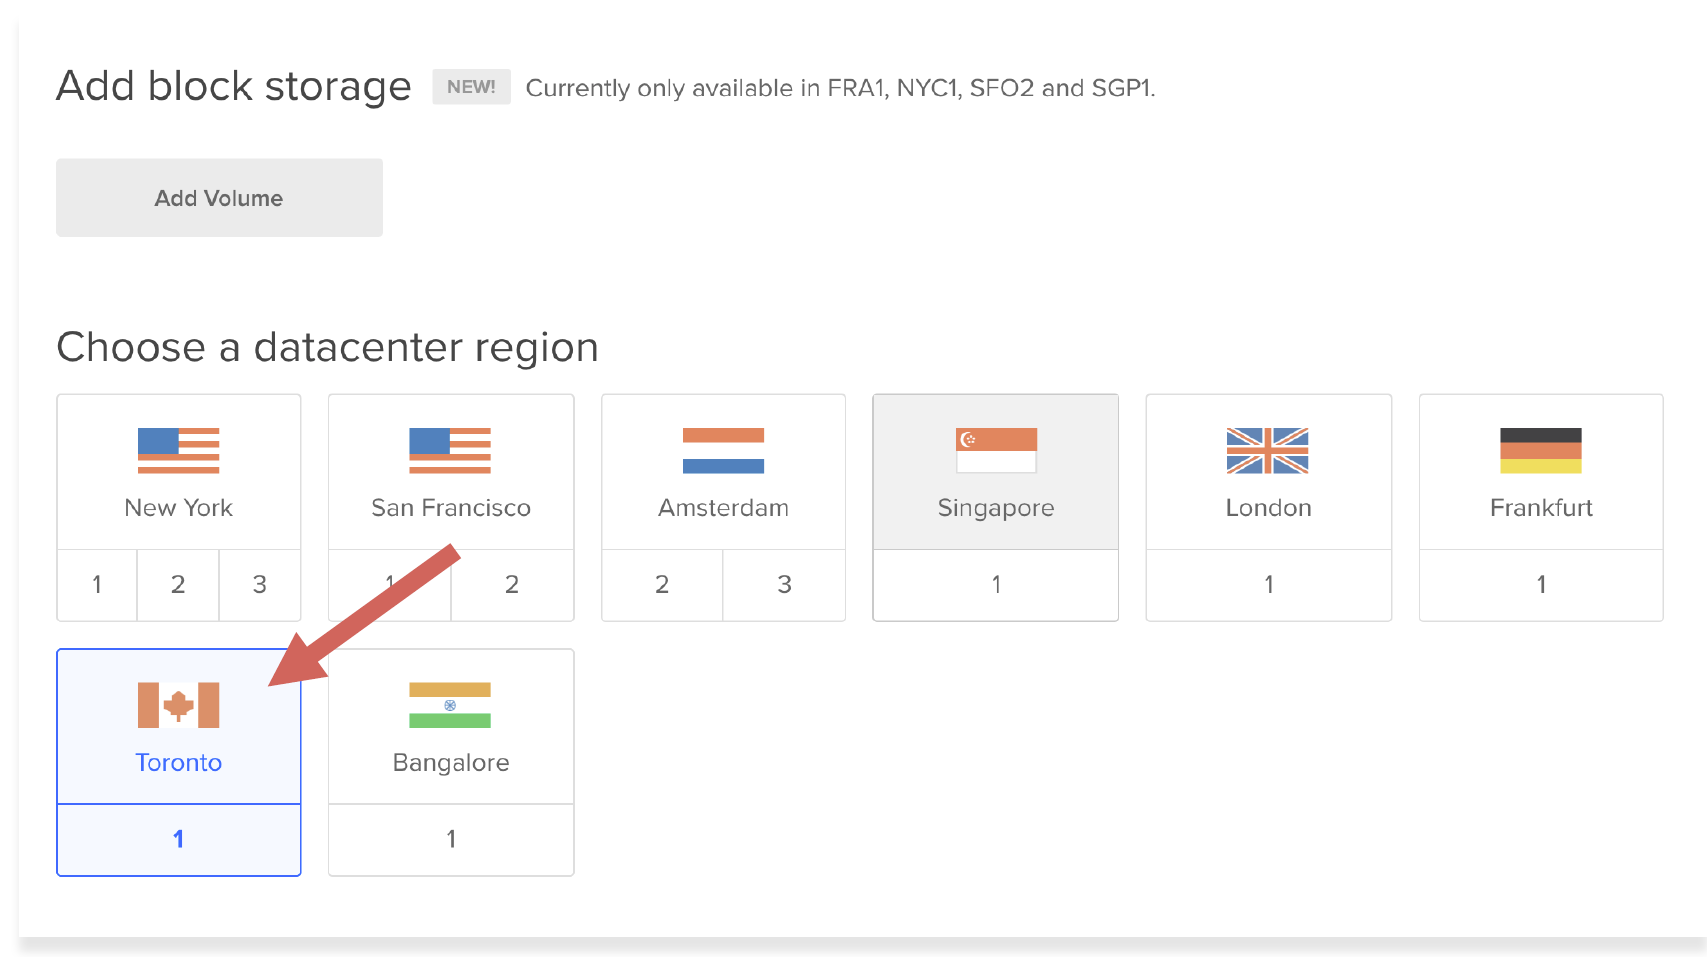 Add block storage NEW! Currently only available in FRA1, NYC1, SFO2 and SGP1.
Add Volume
Choose a datacenter region
New York San Francisco Amsterdam Singapore London Frankfurt
1 2 3 1 2 2 3 1 1 1
Toronto Bangalore
1 1